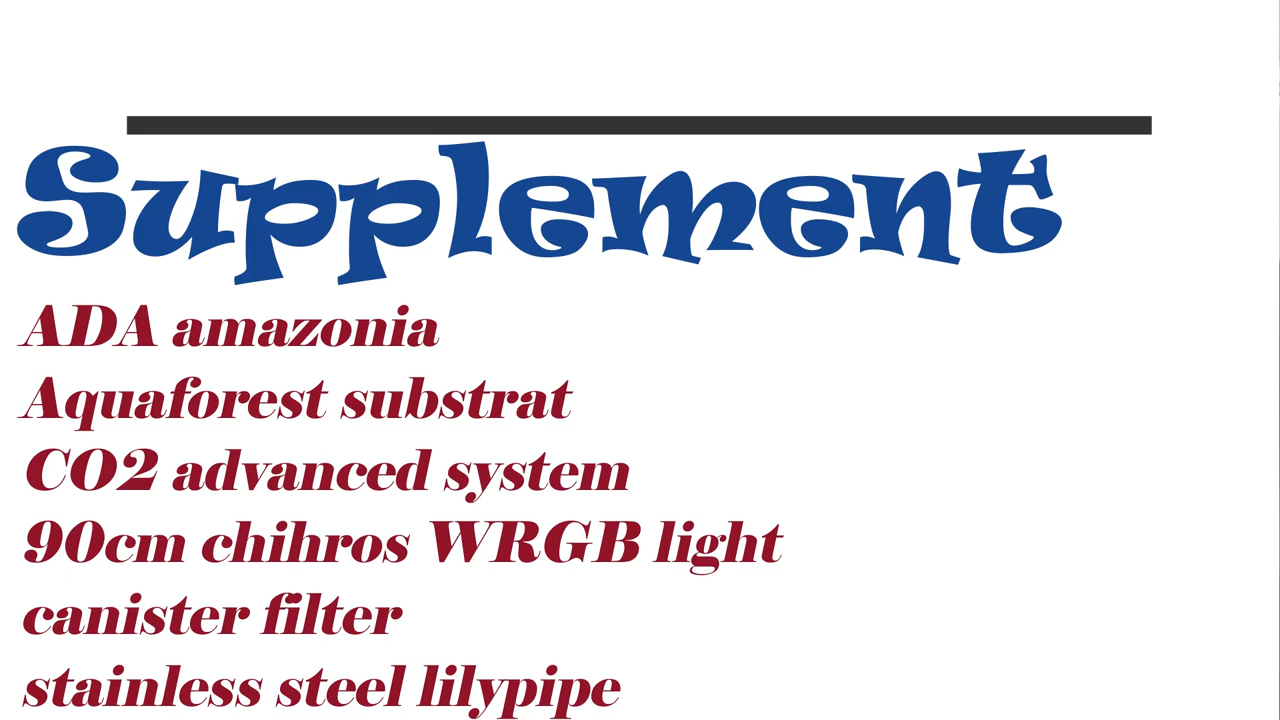 Supplement
ADA amazonia
Aquaforest substrat
CO2 advanced system
90cm chihros WRGB light
canister filter
stainless steel lilypipe